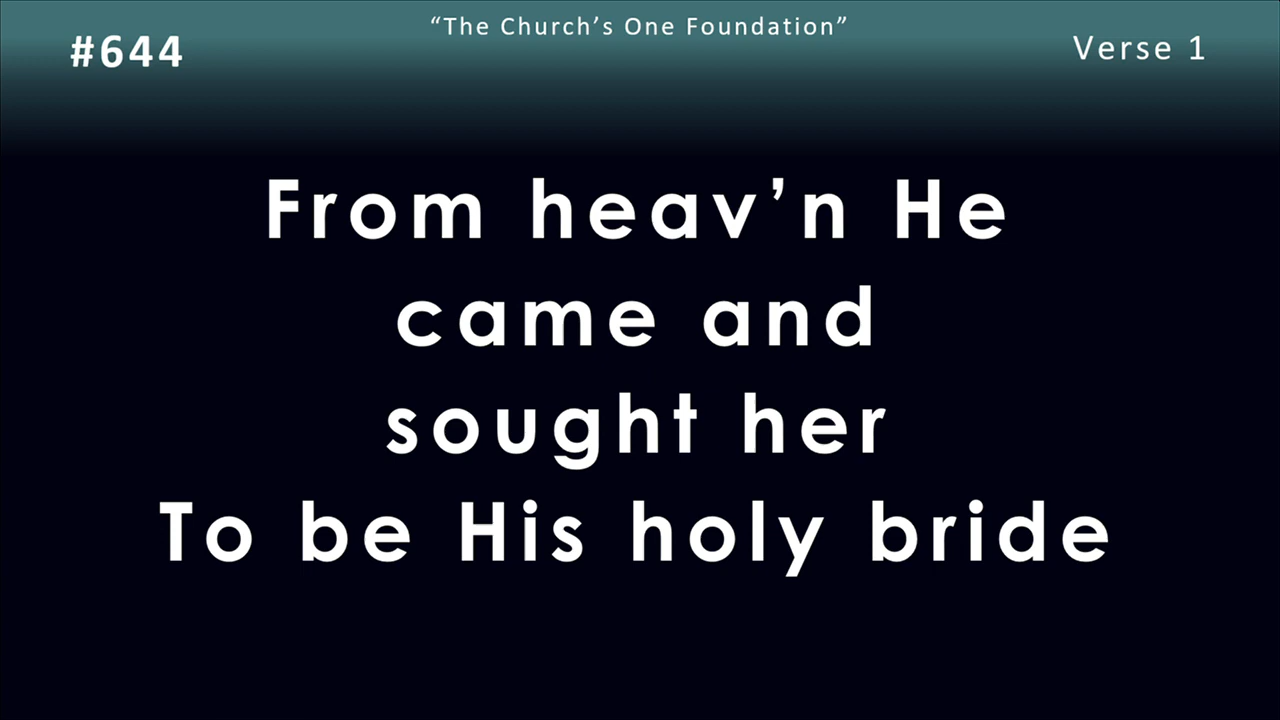 “The Church’s One Foundation”
#644
Verse 1
From heav’n He
came and
sought her
To be His holy bride